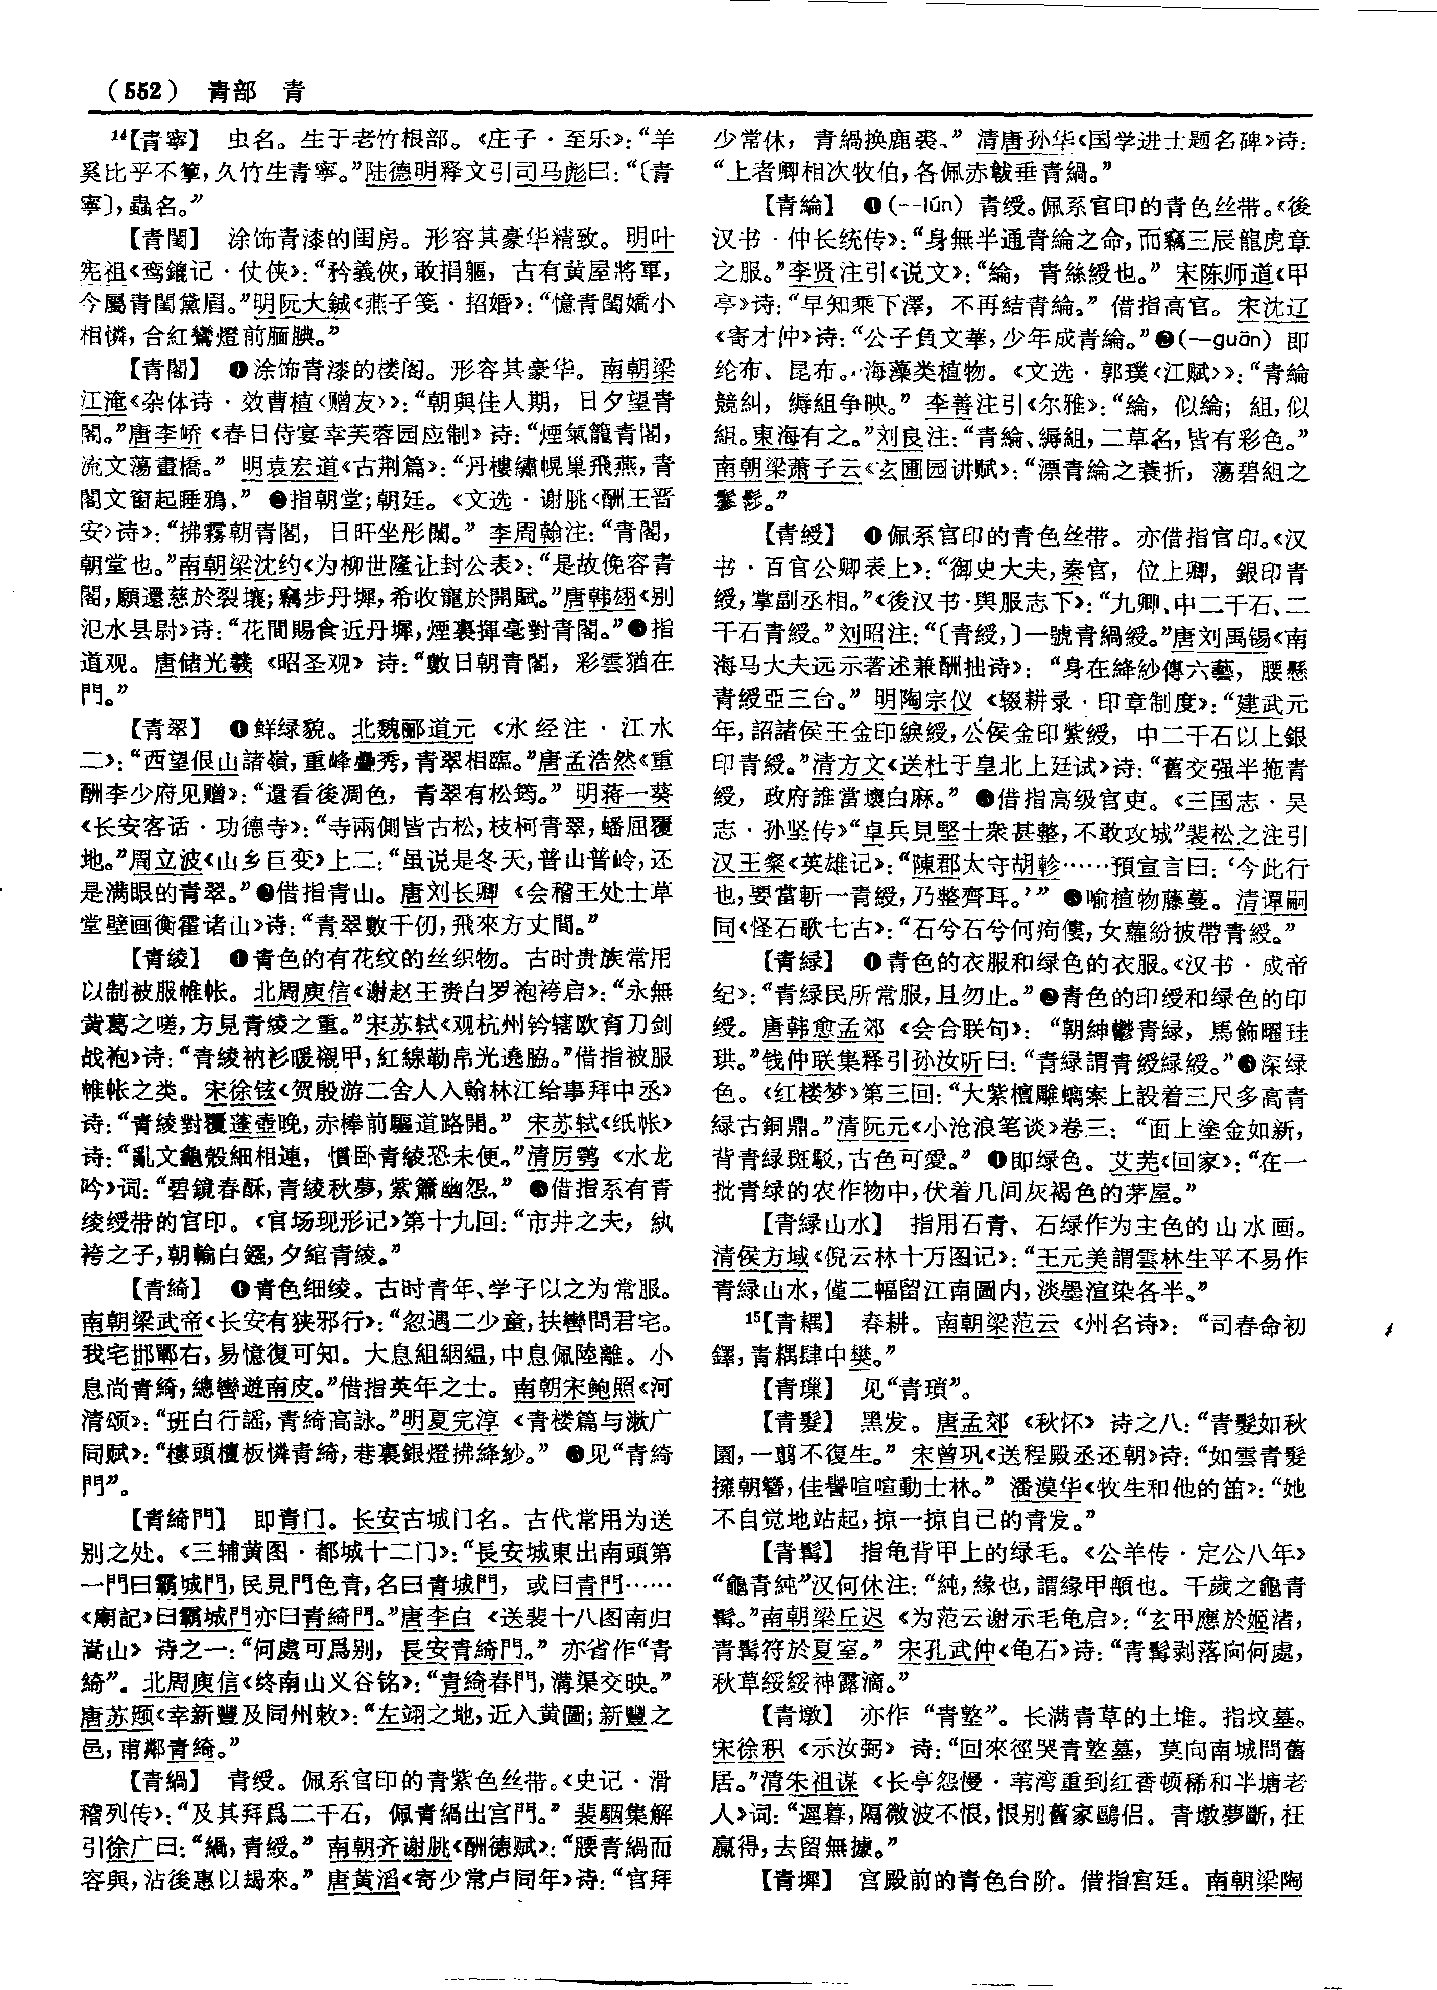 （552） 青部 青
¹⁴【青寧】 虫名。生于老竹根部。《庄子·至乐》：“羊
奚比乎不箰，久竹生青寧。”陆德明释文引司马彪曰：“〔青
寧〕，蟲名。”
【青閨】 涂饰青漆的闺房。形容其豪华精致。明叶
宪祖《鸾鎞记·仗侠》：“矜義俠，敢捐軀，古有黄屋將軍，
今屬青閨黛眉。”明阮大鋮《燕子笺·招婚》：“憶青閨嬌小
相憐，合紅鸞燈前腼腆。”
【青閣】 ❶涂饰青漆的楼阁。形容其豪华。南朝梁
江淹《杂体诗·效曹植〈赠友〉》：“朝與佳人期，日夕望青
閣。”唐李峤《春日侍宴幸芙蓉园应制》诗：“煙氣籠青閣，
流文蕩畫橋。”明袁宏道《古荆篇》：“丹樓繡幌巢飛燕，青
閣文窗起睡鴉。”❷指朝堂；朝廷。《文选·谢朓〈酬王晋
安〉诗》：“拂霧朝青閣，日旰坐彤闈。”李周翰注：“青閣，
朝堂也。”南朝梁沈约《为柳世隆让封公表》：“是故俛容青
閣，願還慈於裂壤；竊步丹墀，希收寵於開賦。”唐韩翃《别
氾水县尉》诗：“花間賜食近丹墀，煙裏揮毫對青閣。”❸指
道观。唐储光羲《昭圣观》诗：“數日朝青閣，彩雲猶在
門。”
【青翠】 ❶鲜绿貌。北魏郦道元《水经注·江水
二》：“西望佷山諸嶺，重峰疊秀，青翠相臨。”唐孟浩然《重
酬李少府见赠》：“還看後凋色，青翠有松筠。”明蒋一葵
《长安客话·功德寺》：“寺兩側皆古松，枝柯青翠，蟠屈覆
地。”周立波《山乡巨变》上二：“虽说是冬天，普山普岭，还
是满眼的青翠。”❷借指青山。唐刘长卿《会稽王处士草
堂壁画衡霍诸山》诗：“青翠數千仞，飛來方丈間。”
【青綾】 ❶青色的有花纹的丝织物。古时贵族常用
以制被服帷帐。北周庾信《谢赵王赉白罗袍袴启》：“永無
黄葛之嗟，方見青綾之重。”宋苏轼《观杭州钤辖欧育刀剑
战袍》诗：“青綾衲衫暖襯甲，紅線勒帛光遶脇。”借指被服
帷帐之类。宋徐铉《贺殷游二舍人入翰林江给事拜中丞》
诗：“青綾對覆蓬壺晚，赤棒前驅道路開。”宋苏轼《纸帐》
诗：“亂文龜殼細相連，慣卧青綾恐未便。”清厉鹗《水龙
吟》词：“碧鏡春酥，青綾秋夢，紫簫幽怨。”❷借指系有青
绫绶带的官印。《官场现形记》第十九回：“市井之夫，紈
袴之子，朝輸白鏹，夕綰青綾。”
【青綺】 ❶青色细绫。古时青年、学子以之为常服。
南朝梁武帝《长安有狭邪行》：“忽遇二少童，扶轡問君宅。
我宅邯鄲右，易憶復可知。大息組絪縕，中息佩陸離。小
息尚青綺，總轡遊南皮。”借指英年之士。南朝宋鲍照《河
清颂》：“班白行謡，青綺高詠。”明夏完淳《青楼篇与漱广
同赋》：“樓頭檀板憐青綺，巷裏銀燈拂絳紗。”❷见“青綺
門”。
【青綺門】 即青门。长安古城门名。古代常用为送
别之处。《三辅黄图·都城十二门》：“長安城東出南頭第
一門曰霸城門，民見門色青，名曰青城門，或曰青門……
《廟記》曰霸城門亦曰青綺門。”唐李白《送裴十八图南归
嵩山》诗之一：“何處可爲别，長安青綺門。”亦省作“青
綺”。北周庾信《终南山义谷铭》：“青綺春門，溝渠交映。”
唐苏颋《幸新豐及同州敕》：“左翊之地，近入黄圖；新豐之
邑，甫鄰青綺。”
【青緺】 青绶。佩系官印的青紫色丝带。《史记·滑
稽列传》：“及其拜爲二千石，佩青緺出宫門。”裴駰集解
引徐广曰：“緺，青綬。”南朝齐谢朓《酬德赋》：“腰青緺而
容與，沾後惠以竭來。”唐黄滔《寄少常卢同年》诗：“官拜
少常休，青緺换鹿裘。”清唐孙华《国学进士题名碑》诗：
“上者卿相次牧伯，各佩赤韍垂青緺。”
【青綸】 ❶（--lún）青绶。佩系官印的青色丝带。《後
汉书·仲长统传》：“身無半通青綸之命，而竊三辰龍虎章
之服。”李贤注引《说文》：“綸，青絲綬也。”宋陈师道《甲
亭》诗：“早知乘下澤，不再結青綸。”借指高官。宋沈辽
《寄才仲》诗：“公子負文華，少年成青綸。”❷（—guān）即
纶布、昆布。海藻类植物。《文选·郭璞〈江赋〉》：“青綸
競糾，縟組争映。”李善注引《尔雅》：“綸，似綸；組，似
組。東海有之。”刘良注：“青綸、縟組，二草名，皆有彩色。”
南朝梁萧子云《玄圃园讲赋》：“漂青綸之蓑折，蕩碧組之
髼髟。”
【青綬】 ❶佩系官印的青色丝带。亦借指官印。《汉
书·百官公卿表上》：“御史大夫，秦官，位上卿，銀印青
綬，掌副丞相。”《後汉书·舆服志下》：“九卿、中二千石、二
千石青綬。”刘昭注：“〔青綬，〕一號青緺綬。”唐刘禹锡《南
海马大夫远示著述兼酬拙诗》：“身在絳紗傳六藝，腰懸
青綬亞三台。”明陶宗仪《辍耕录·印章制度》：“建武元
年，詔諸侯王金印綟綬，公侯金印紫綬，中二千石以上銀
印青綬。”清方文《送杜于皇北上廷试》诗：“舊交强半拖青
綬，政府誰當壞白麻。”❷借指高级官吏。《三国志·吴
志·孙坚传》“卓兵見堅士衆甚整，不敢攻城”裴松之注引
汉王粲《英雄记》：“陳郡太守胡軫……預宣言曰：‘今此行
也，要當斬一青綬，乃整齊耳。’”❸喻植物藤蔓。清谭嗣
同《怪石歌七古》：“石兮石兮何痀僂，女蘿紛披帶青綬。”
【青緑】 ❶青色的衣服和绿色的衣服。《汉书·成帝
纪》：“青緑民所常服，且勿止。”❷青色的印绶和绿色的印
绶。唐韩愈孟郊《会合联句》：“朝紳鬱青緑，馬飾曜珪
珙。”钱仲联集释引孙汝听曰：“青緑謂青綬緑綬。”❸深绿
色。《红楼梦》第三回：“大紫檀雕螭案上設着三尺多高青
緑古銅鼎。”清阮元《小沧浪笔谈》卷三：“面上塗金如新，
背青緑斑駁，古色可愛。”❹即绿色。艾芜《回家》：“在一
批青绿的农作物中，伏着几间灰褐色的茅屋。”
【青緑山水】 指用石青、石绿作为主色的山水画。
清侯方域《倪云林十万图记》：“王元美謂雲林生平不易作
青緑山水，僅二幅留江南圖内，淡墨渲染各半。”
¹⁵【青耦】 春耕。南朝梁范云《州名诗》：“司春命初
鐸，青耦肆中樊。”
【青璅】 见“青瑣”。
【青髮】 黑发。唐孟郊《秋怀》诗之八：“青髮如秋
園，一翦不復生。”宋曾巩《送程殿丞还朝》诗：“如雲青髮
擁朝簪，佳譽喧喧動士林。”潘漠华《牧生和他的笛》：“她
不自觉地站起，掠一掠自己的青发。”
【青髯】 指龟背甲上的绿毛。《公羊传·定公八年》
“龜青純”汉何休注：“純，緣也，謂緣甲頔也。千歲之龜青
髯。”南朝梁丘迟《为范云谢示毛龟启》：“玄甲應於姬渚，
青髯符於夏室。”宋孔武仲《龟石》诗：“青髯剥落向何處，
秋草綏綏神露滴。”
【青墩】 亦作“青墪”。长满青草的土堆。指坟墓。
宋徐积《示汝弼》诗：“回來徑哭青墪墓，莫向南城問舊
居。”清朱祖谋《长亭怨慢·苇湾重到红香顿稀和半塘老
人》词：“遲暮，隔微波不恨，恨别舊家鷗侣。青墩夢斷，枉
赢得，去留無據。”
【青墀】 宫殿前的青色台阶。借指宫廷。南朝梁陶